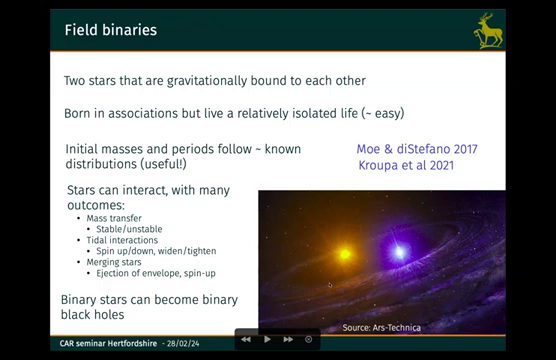 Field binaries
Two stars that are gravitationally bound to each other
Born in associations but live a relatively isolated life (~ easy)
Initial masses and periods follow ~ known
distributions (useful!)
Moe & diStefano 2017
Kroupa et al 2021
Stars can interact, with many
outcomes:
• Mass transfer
• Stable/unstable
• Tidal interactions
• Spin up/down, widen/tighten
• Merging stars
• Ejection of envelope, spin-up
Binary stars can become binary
black holes
Source: Ars-Technica
CAR seminar Hertfordshire - 28/02/24